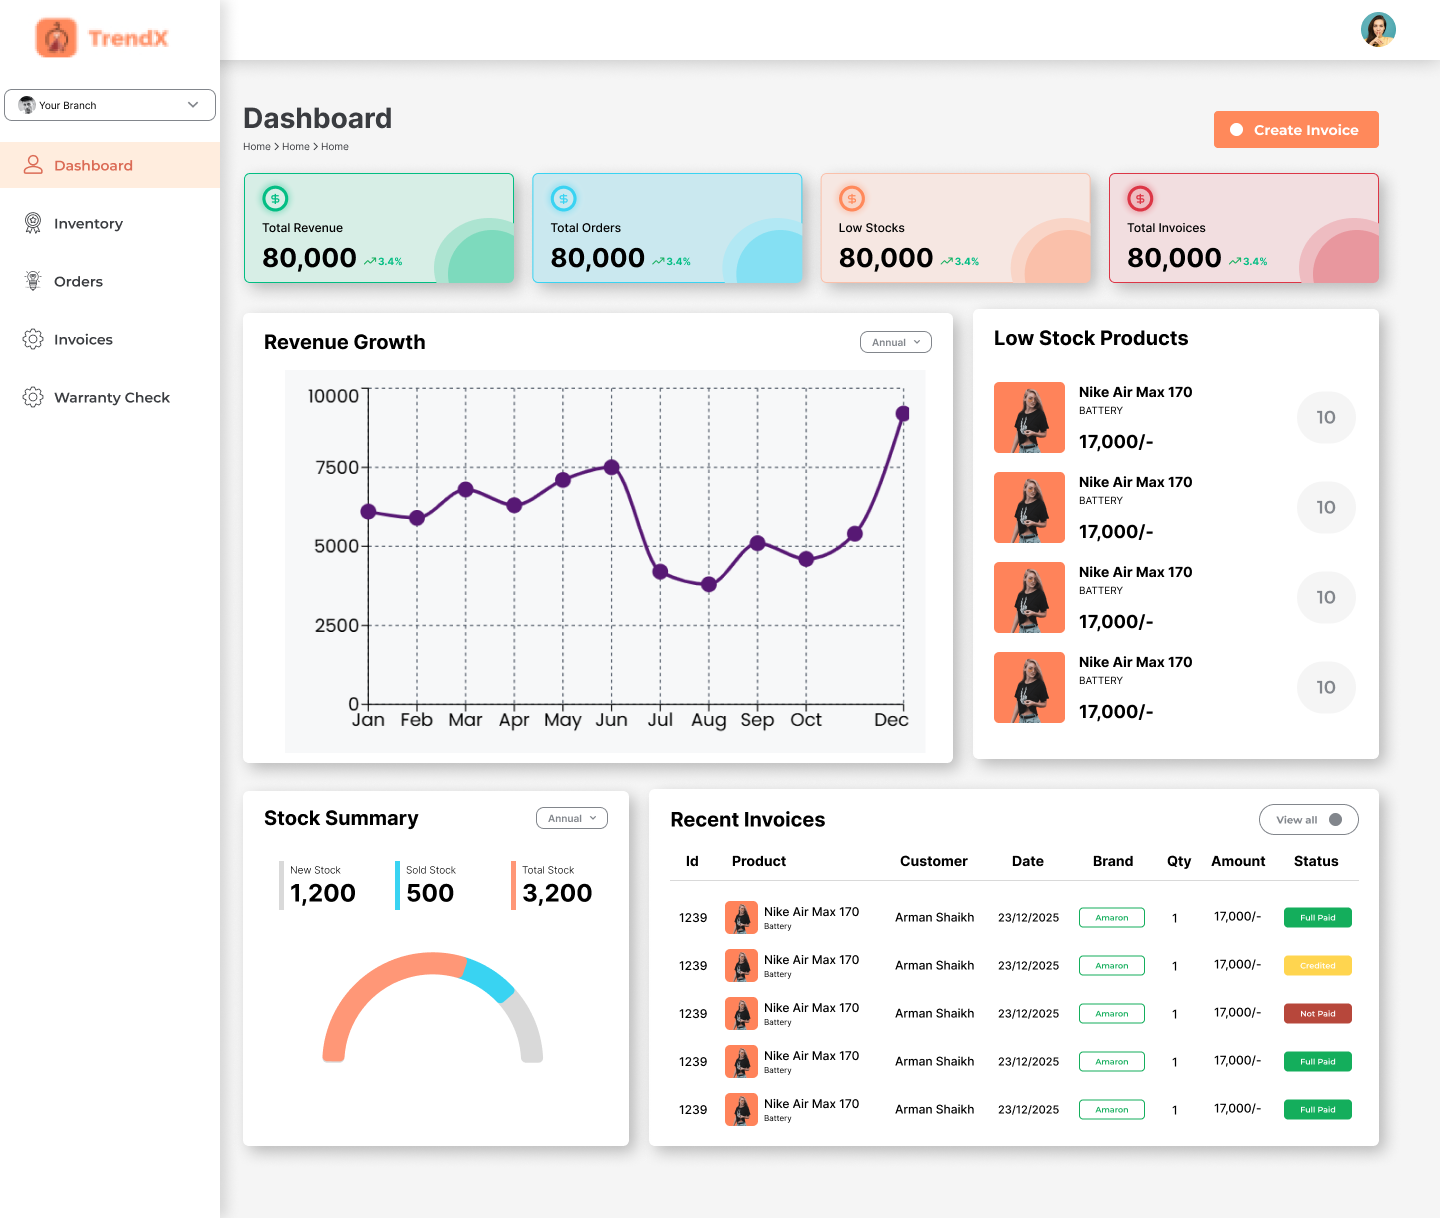 TrendX
Your Branch
Dashboard
Inventory
Orders
Invoices
Warranty Check
Dashboard
Home > Home > Home
Create Invoice
Total Revenue
80,000 3.4%
Total Orders
80,000 3.4%
Low Stocks
80,000 3.4%
Total Invoices
80,000 3.4%
Revenue Growth
Annual
10000
7500
5000
2500
0
Jan Feb Mar Apr May Jun Jul Aug Sep Oct Dec
Low Stock Products
Nike Air Max 170
BATTERY
17,000/-
10
Nike Air Max 170
BATTERY
17,000/-
10
Nike Air Max 170
BATTERY
17,000/-
10
Nike Air Max 170
BATTERY
17,000/-
10
Stock Summary
Annual
New Stock
1,200
Sold Stock
500
Total Stock
3,200
Recent Invoices
View all
Id Product Customer Date Brand Qty Amount Status
1239 Nike Air Max 170 Arman Shaikh 23/12/2025 Amaron 1 17,000/- Full Paid
Battery
1239 Nike Air Max 170 Arman Shaikh 23/12/2025 Amaron 1 17,000/- Credited
Battery
1239 Nike Air Max 170 Arman Shaikh 23/12/2025 Amaron 1 17,000/- Not Paid
Battery
1239 Nike Air Max 170 Arman Shaikh 23/12/2025 Amaron 1 17,000/- Full Paid
Battery
1239 Nike Air Max 170 Arman Shaikh 23/12/2025 Amaron 1 17,000/- Full Paid
Battery